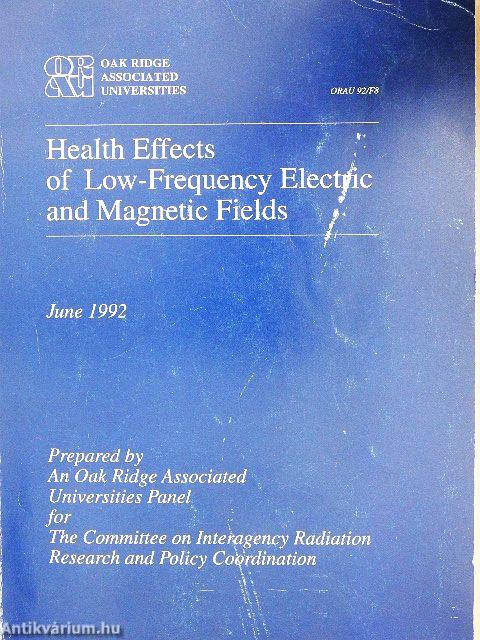 OAK RIDGE
ASSOCIATED
UNIVERSITIES
ORAU 92/F8
Health Effects
of Low-Frequency Electric
and Magnetic Fields
June 1992
Prepared by
An Oak Ridge Associated
Universities Panel
for
The Committee on Interagency Radiation
Research and Policy Coordination
Antikvárium.hu